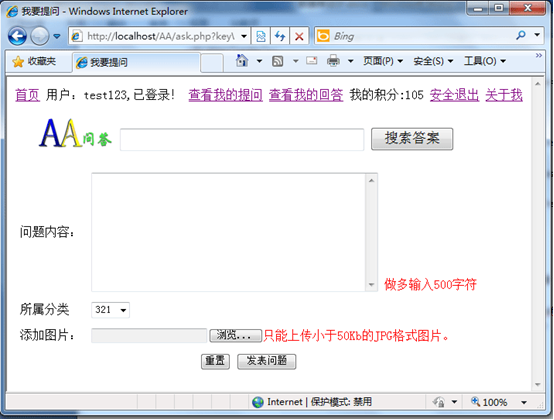 我要提问 - Windows Internet Explorer
http://localhost/AA/ask.php?key\
Bing
收藏夹
我要提问
页面(P)
安全(S)
工具(O)
»
首页 用户：test123,已登录！ 查看我的提问 查看我的回答 我的积分:105 安全退出 关于我
AA问答 搜索答案
问题内容：
做多输入500字符
所属分类 321
添加图片： 浏览... 只能上传小于50Kb的JPG格式图片。
重置 发表问题
Internet | 保护模式: 禁用
100%